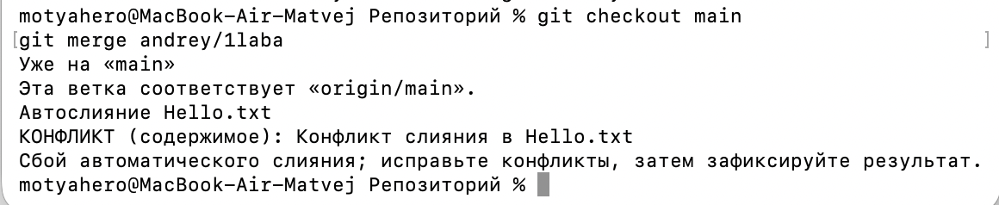 motyahero@MacBook-Air-Matvej Репозиторий % git checkout main
[git merge andrey/1laba ]
Уже на «main»
Эта ветка соответствует «origin/main».
Автослияние Hello.txt
КОНФЛИКТ (содержимое): Конфликт слияния в Hello.txt
Сбой автоматического слияния; исправьте конфликты, затем зафиксируйте результат.
motyahero@MacBook-Air-Matvej Репозиторий %